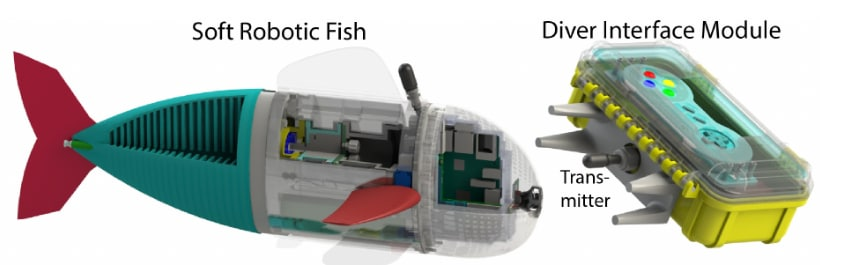 Soft Robotic Fish
Diver Interface Module
Trans-
mitter